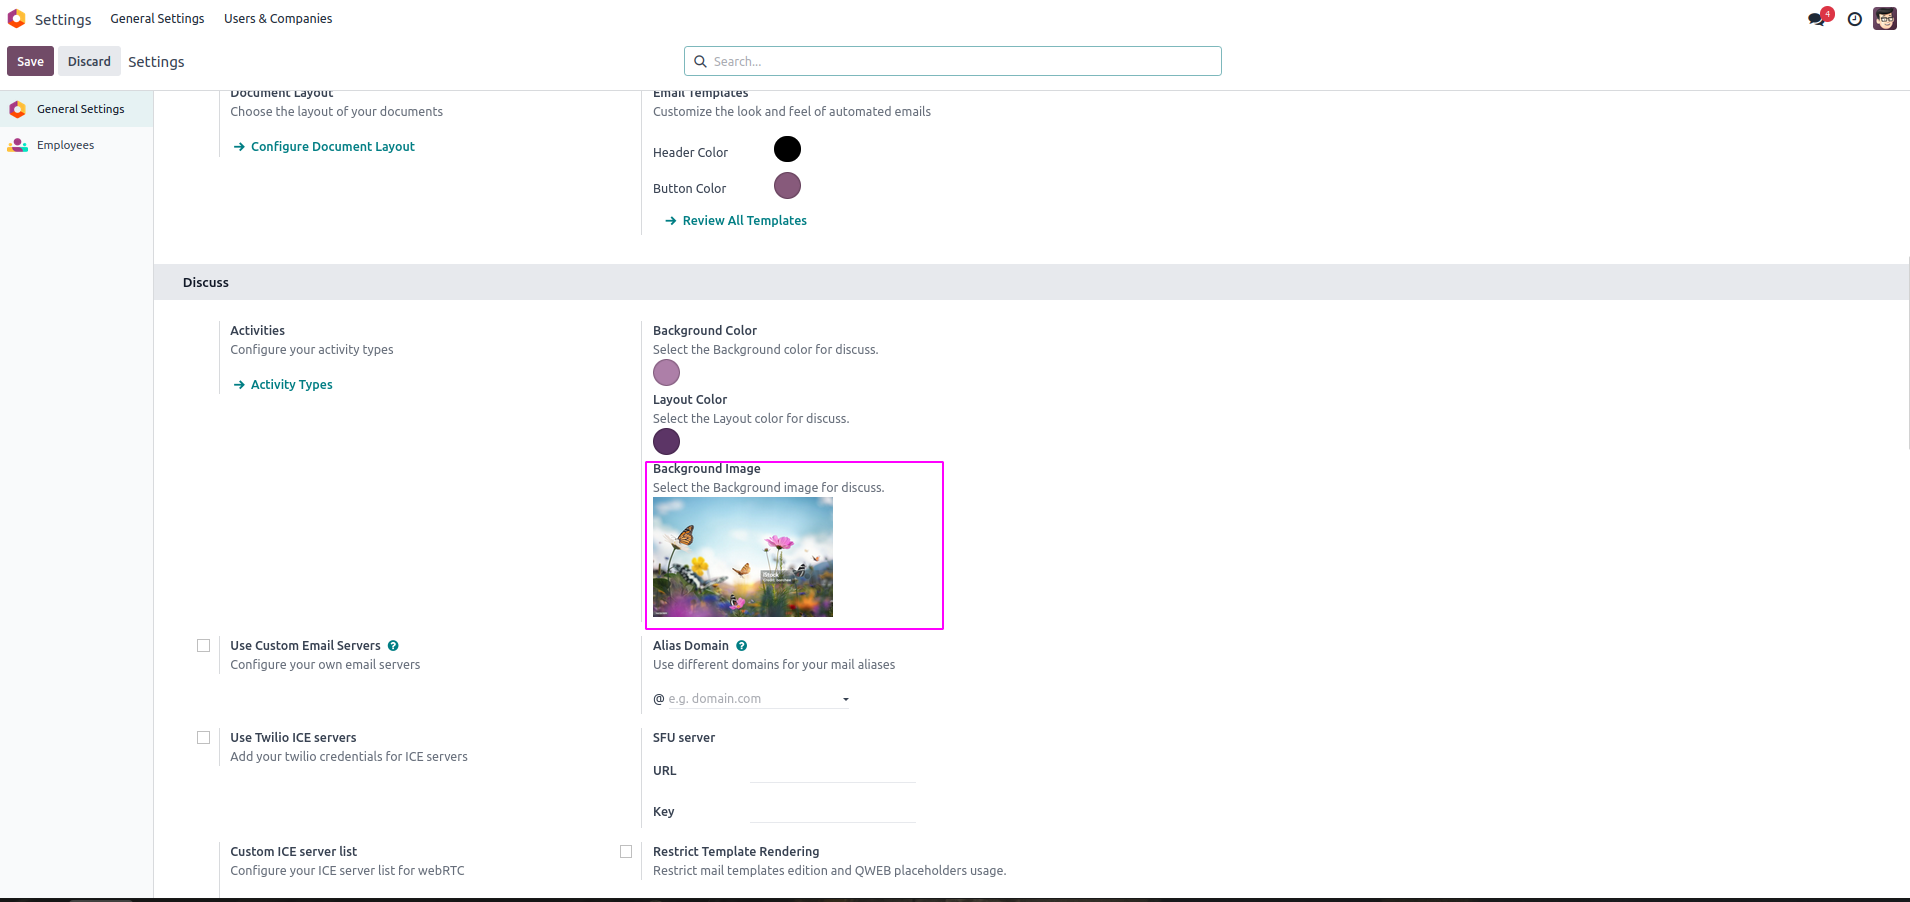 Settings General Settings Users & Companies 4
Save Discard Settings Search...
General Settings
Employees
Document Layout
Choose the layout of your documents
Configure Document Layout
Email Templates
Customize the look and feel of automated emails
Header Color
Button Color
Review All Templates
Discuss
Activities
Configure your activity types
Activity Types
Background Color
Select the Background color for discuss.
Layout Color
Select the Layout color for discuss.
Background Image
Select the Background image for discuss.
iStock
Use Custom Email Servers ?
Configure your own email servers
Alias Domain ?
Use different domains for your mail aliases
@ e.g. domain.com
Use Twilio ICE servers
Add your twilio credentials for ICE servers
SFU server
URL
Key
Custom ICE server list
Configure your ICE server list for webRTC
Restrict Template Rendering
Restrict mail templates edition and QWEB placeholders usage.